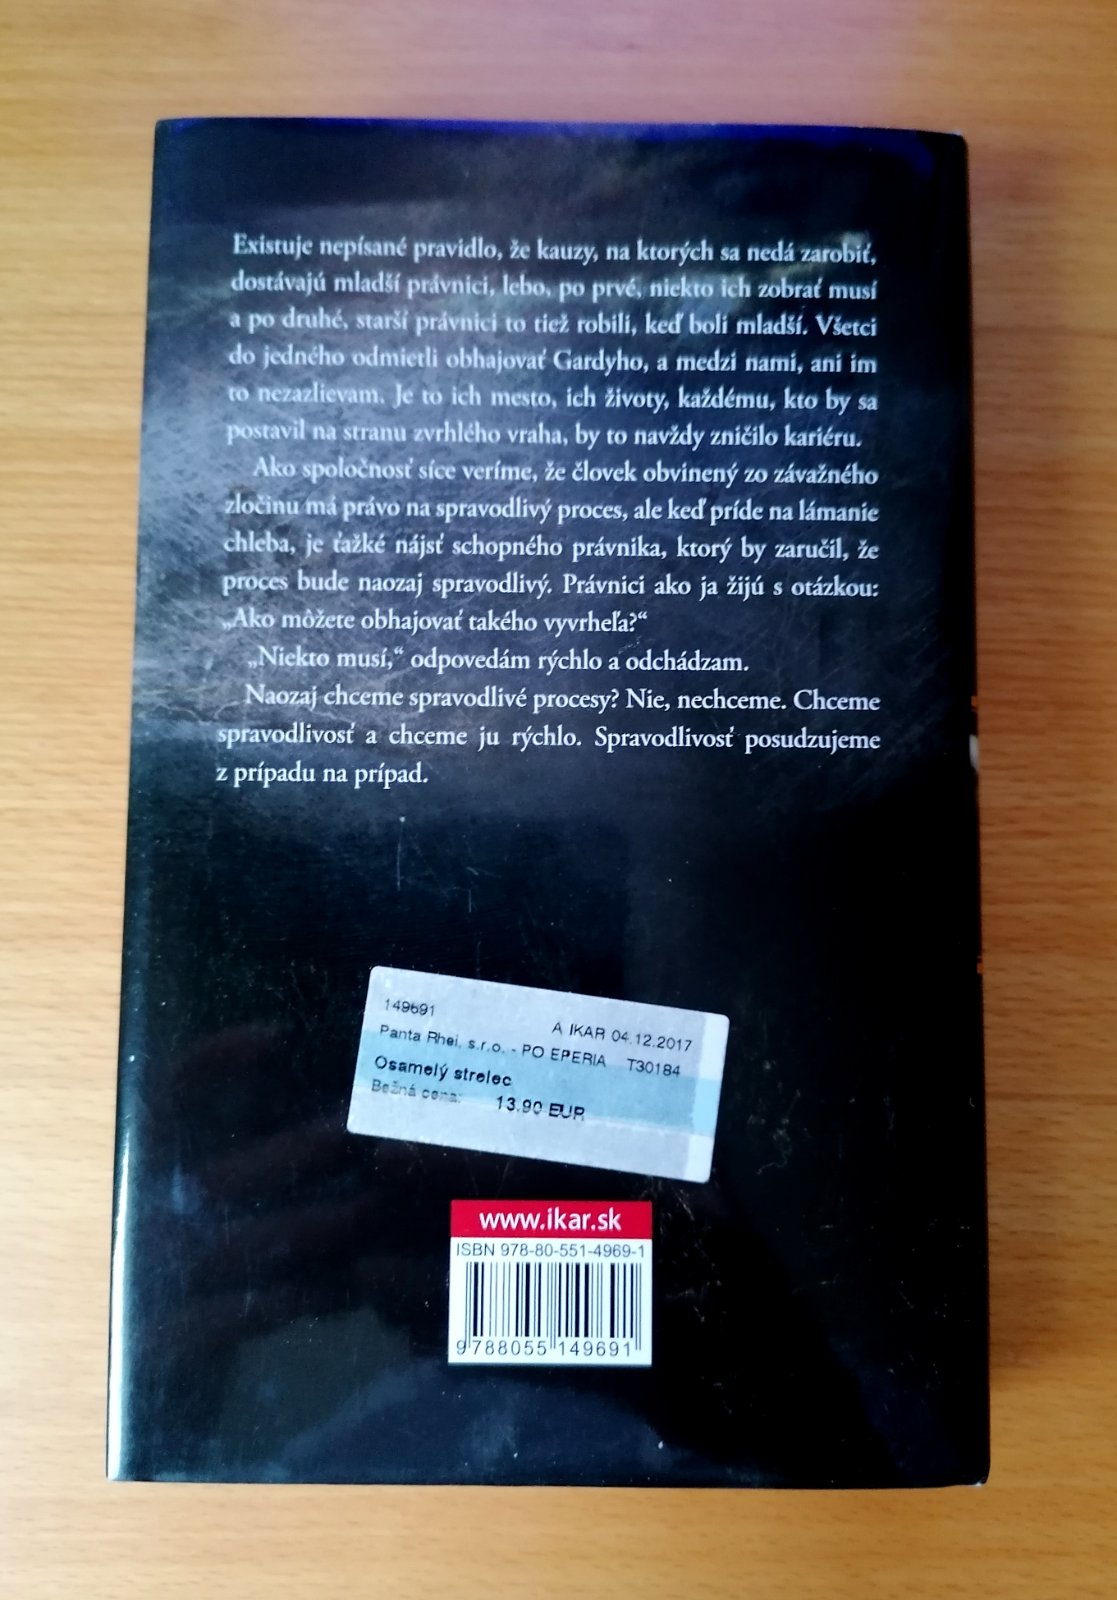 Existuje nepísané pravidlo, že kauzy, na ktorých sa nedá zarobiť,
dostávajú mladší právnici, lebo, po prvé, niekto ich zobrať musí
a po druhé, starší právnici to tiež robili, keď boli mladší. Všetci
do jedného odmietli obhajovať Gardyho, a medzi nami, ani im
to nezazlievam. Je to ich mesto, ich životy, každému, kto by sa
postavil na stranu zvrhlého vraha, by to navždy zničilo kariéru.
Ako spoločnosť síce veríme, že človek obvinený zo závažného
zločinu má právo na spravodlivý proces, ale keď príde na lámanie
chleba, je ťažké nájsť schopného právnika, ktorý by zaručil, že
proces bude naozaj spravodlivý. Právnici ako ja žijú s otázkou:
„Ako môžete obhajovať takého vyvrheľa?“
„Niekto musí,“ odpovedám rýchlo a odchádzam.
Naozaj chceme spravodlivé procesy? Nie, nechceme. Chceme
spravodlivosť a chceme ju rýchlo. Spravodlivosť posudzujeme
z prípadu na prípad.
149691 A IKAR 04.12.2017
Panta Rhei, s.r.o. - PO EPERIA T30184
Osamelý strelec
Bežná cena: 13.90 EUR
www.ikar.sk
ISBN 978-80-551-4969-1
9788055149691